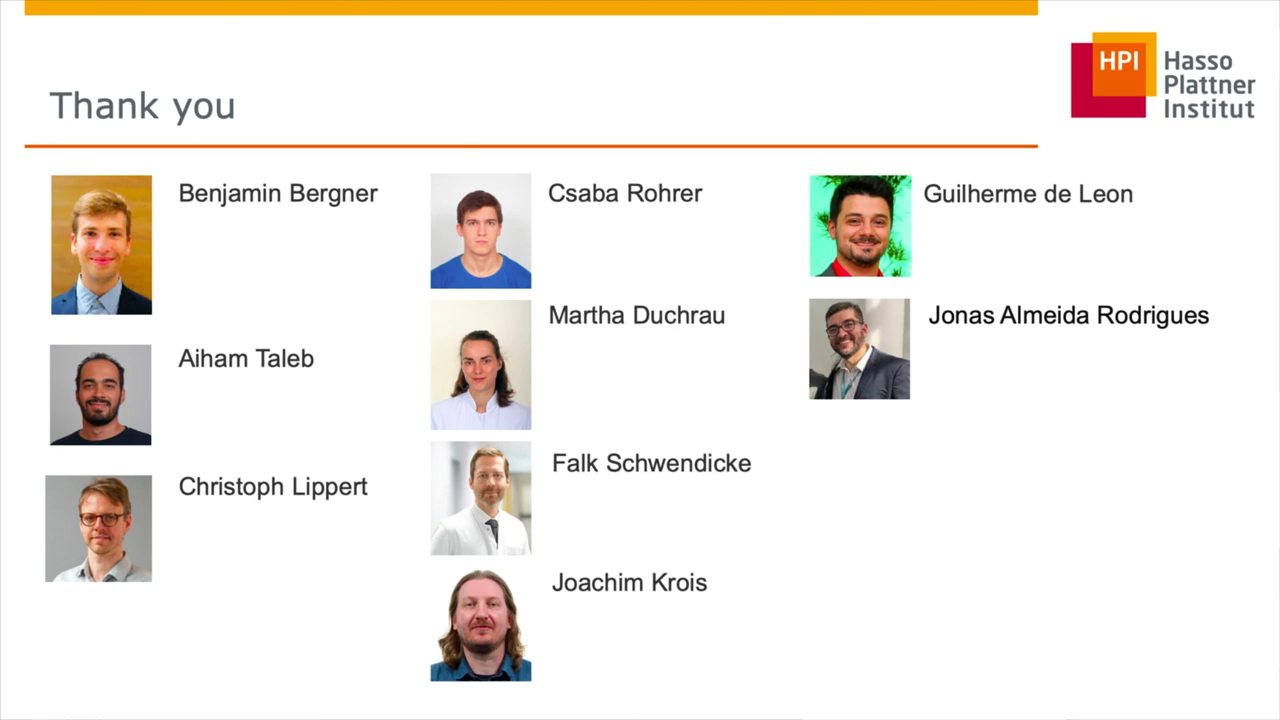 Thank you
HPI
Hasso
Plattner
Institut
Benjamin Bergner
Aiham Taleb
Christoph Lippert
Csaba Rohrer
Martha Duchrau
Falk Schwendicke
Joachim Krois
Guilherme de Leon
Jonas Almeida Rodrigues